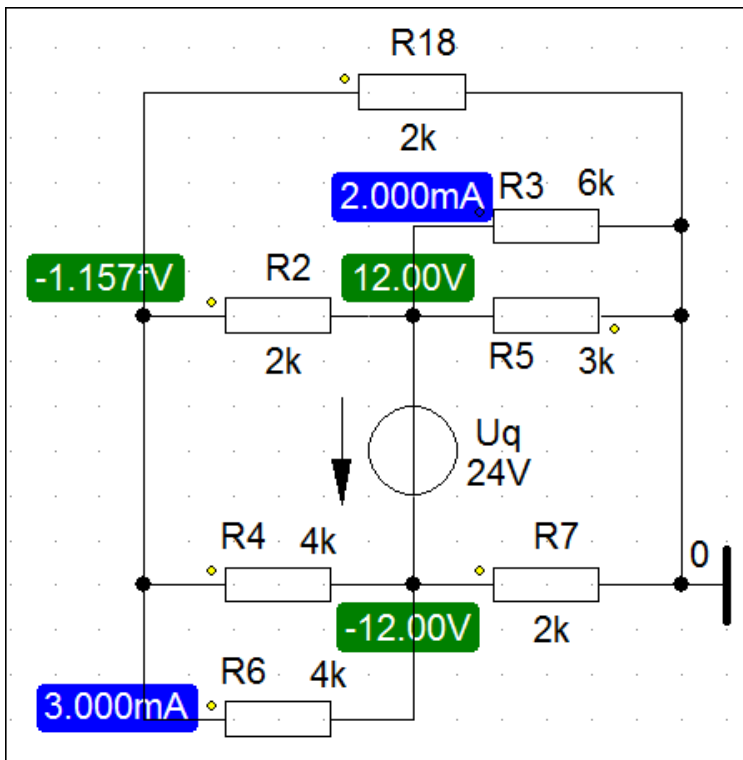 R18
2k
2.000mA
R3
6k
-1.157fV
R2
12.00V
2k
R5
3k
Uq
24V
R4
4k
R7
0
-12.00V
2k
R6
4k
3.000mA